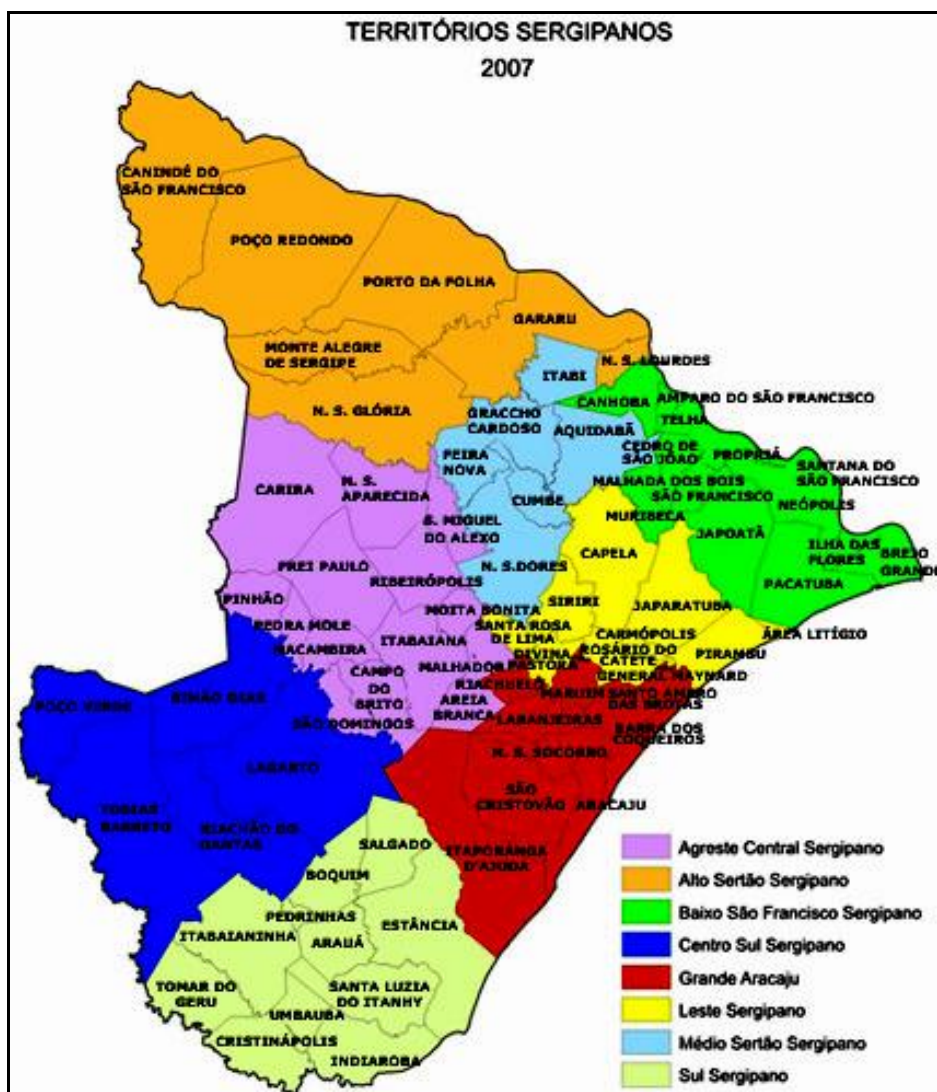 TERRITÓRIOS SERGIPANOS
2007
CANINDÉ DO
SÃO FRANCISCO
POÇO REDONDO
PORTO DA FOLHA
GARARU
MONTE ALEGRE
DE SERGIPE
N. S. LOURDES
ITABI
N. S. GLÓRIA
CANHOBA
AMPARO DO SÃO FRANCISCO
GRACCHO
CARDOSO
TELHA
AQUIDABÃ
FEIRA
NOVA
CEDRO DE
SÃO JOÃO
PROPRIÁ
SANTANA DO
SÃO FRANCISCO
CARIRA
N. S.
APARECIDA
CUMBE
MALHADA DOS BOIS
SÃO FRANCISCO
NEÓPOLIS
S. MIGUEL
DO ALEXO
MURIBECA
JAPOATÃ
ILHA DAS
FLORES
BREJO
GRANDE
CAPELA
FREI PAULO
RIBEIRÓPOLIS
N. S.DORES
PACATUBA
PINHÃO
SIRIRI
JAPARATUBA
MOITA BONITA
PEDRA MOLE
SANTA ROSA
DE LIMA
CARMÓPOLIS
ÁREA LITÍGIO
ITABAIANA
MACAMBIRA
DIVINA
PASTORA
ROSÁRIO DO
CATETE
PIRAMBU
MALHADOR
CAMPO
DO
BRITO
RIACHUELO
GENERAL MAYNARD
MARUIM
SANTO AMARO
DAS BROTAS
AREIA
BRANCA
SÃO DOMINGOS
LARANJEIRAS
BARRA DOS
COQUEIROS
POÇO VERDE
SIMÃO DIAS
N. S. SOCORRO
LAGARTO
SÃO
CRISTOVÃO
ARACAJU
TOBIAS
BARRETO
RIACHÃO DO
DANTAS
SALGADO
ITAPORANGA
D'AJUDA
BOQUIM
PEDRINHAS
ESTÂNCIA
ITABAIANINHA
ARAUÁ
TOMAR DO
GERU
SANTA LUZIA
DO ITANHY
UMBAUBA
CRISTINÁPOLIS
INDIAROBA
Agreste Central Sergipano
Alto Sertão Sergipano
Baixo São Francisco Sergipano
Centro Sul Sergipano
Grande Aracaju
Leste Sergipano
Médio Sertão Sergipano
Sul Sergipano